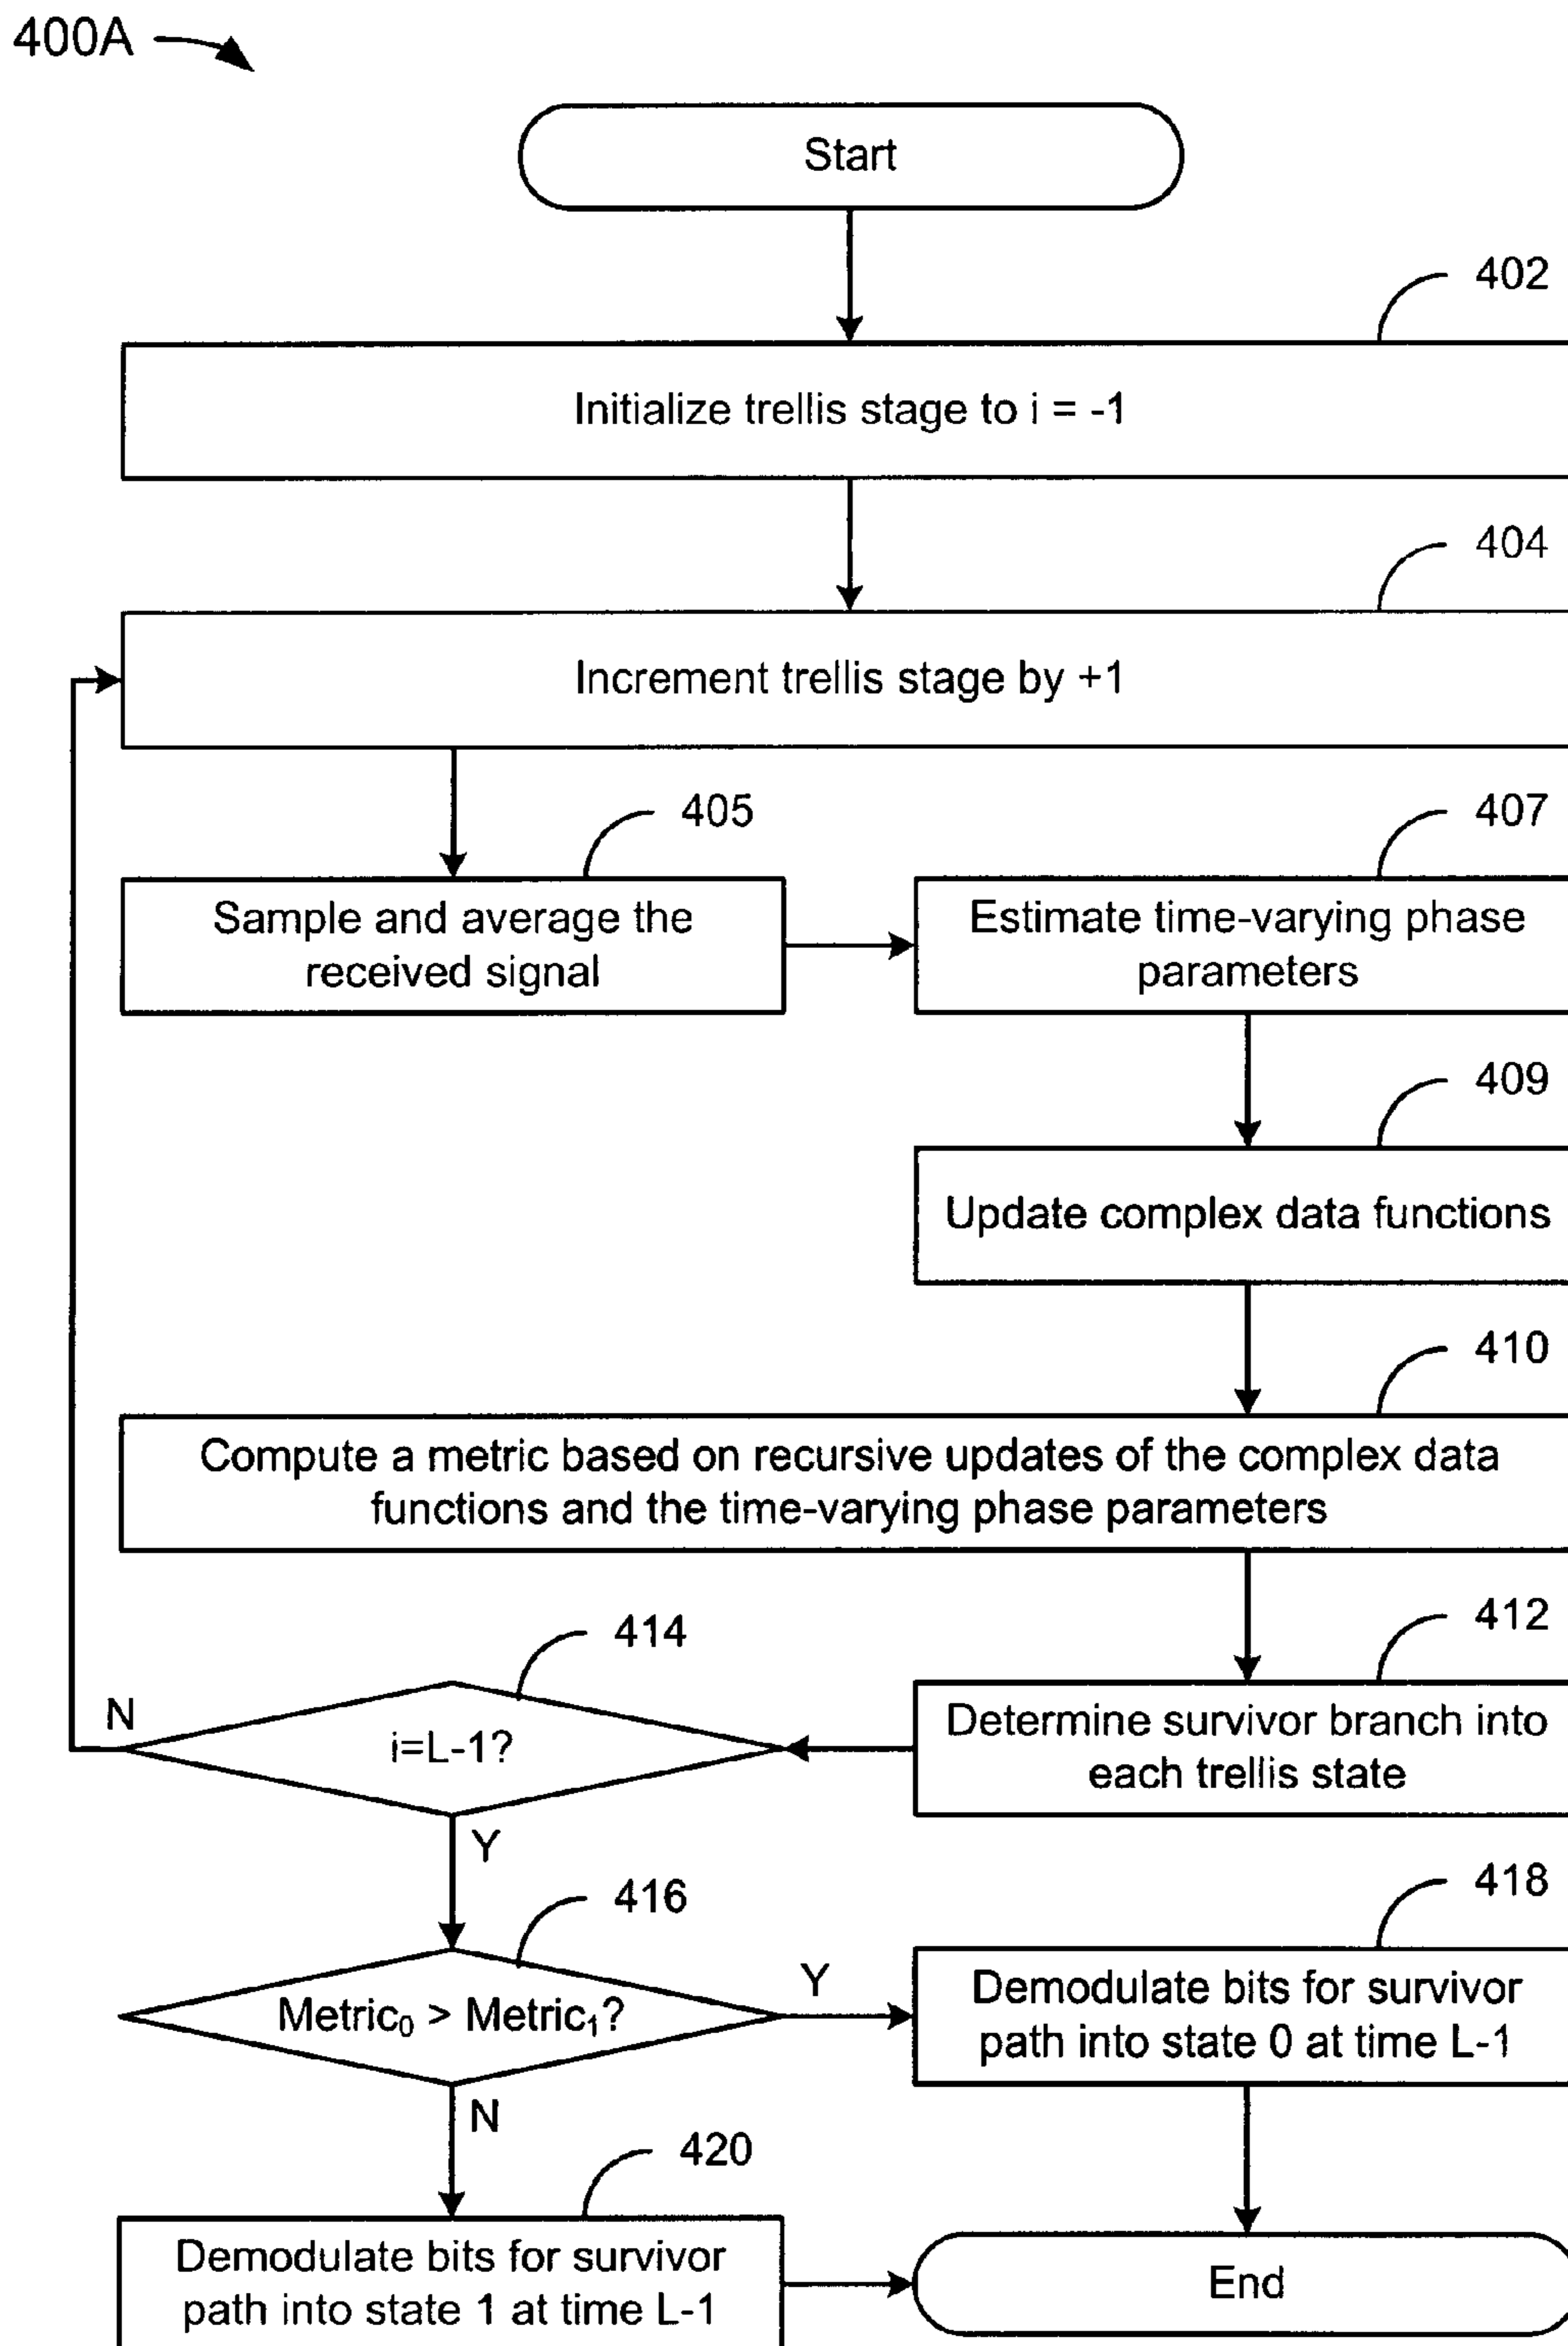 400A
Start
402
Initialize trellis stage to i = -1
404
Increment trellis stage by +1
405
407
Sample and average the
received signal
Estimate time-varying phase
parameters
409
Update complex data functions
410
Compute a metric based on recursive updates of the complex data
functions and the time-varying phase parameters
412
414
Determine survivor branch into
each trellis state
N
i=L-1?
Y
416
418
Metric₀ > Metric₁?
Y
Demodulate bits for survivor
path into state 0 at time L-1
N
420
Demodulate bits for survivor
path into state 1 at time L-1
End